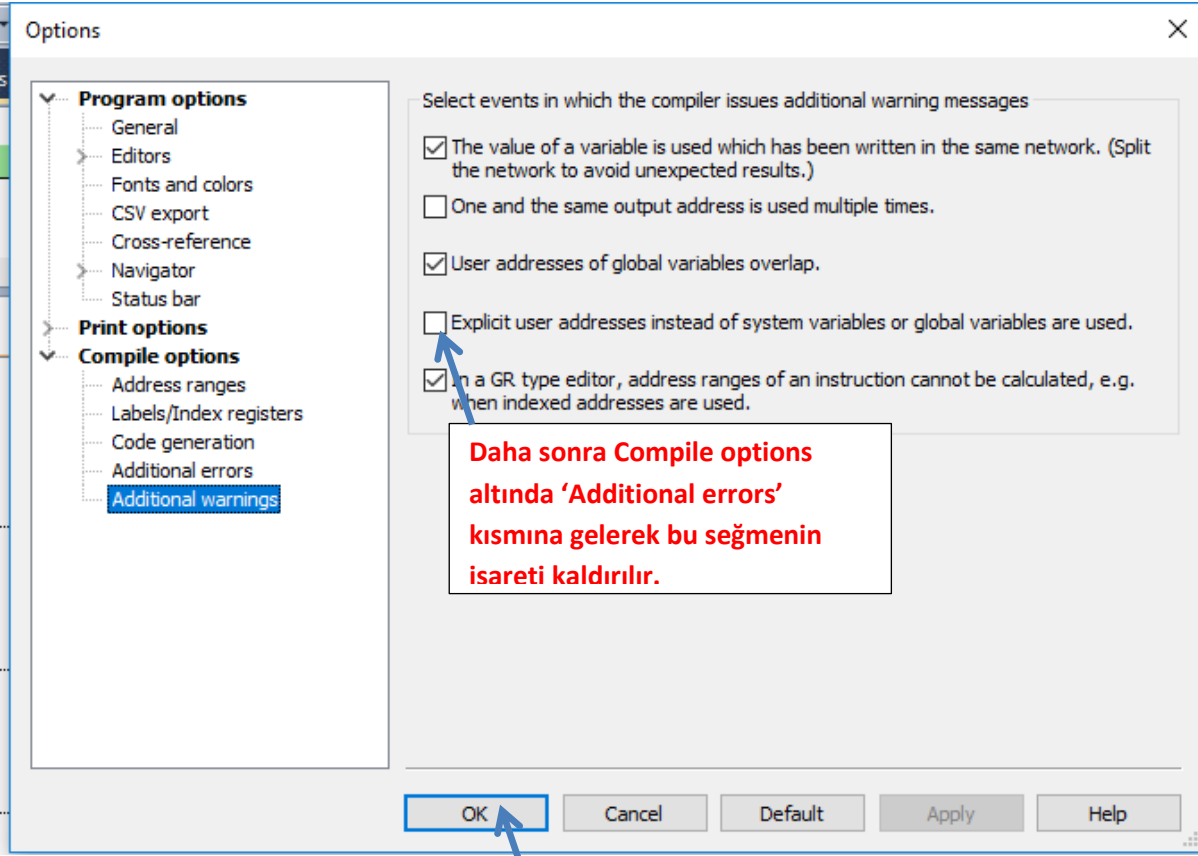 Options
Program options
General
Editors
Fonts and colors
CSV export
Cross-reference
Navigator
Status bar
Print options
Compile options
Address ranges
Labels/Index registers
Code generation
Additional errors
Additional warnings
Select events in which the compiler issues additional warning messages
The value of a variable is used which has been written in the same network. (Split
the network to avoid unexpected results.)
One and the same output address is used multiple times.
User addresses of global variables overlap.
Explicit user addresses instead of system variables or global variables are used.
In a GR type editor, address ranges of an instruction cannot be calculated, e.g.
when indexed addresses are used.
Daha sonra Compile options
altında ‘Additional errors’
kısmına gelerek bu seğmenin
işareti kaldırılır.
OK
Cancel
Default
Apply
Help